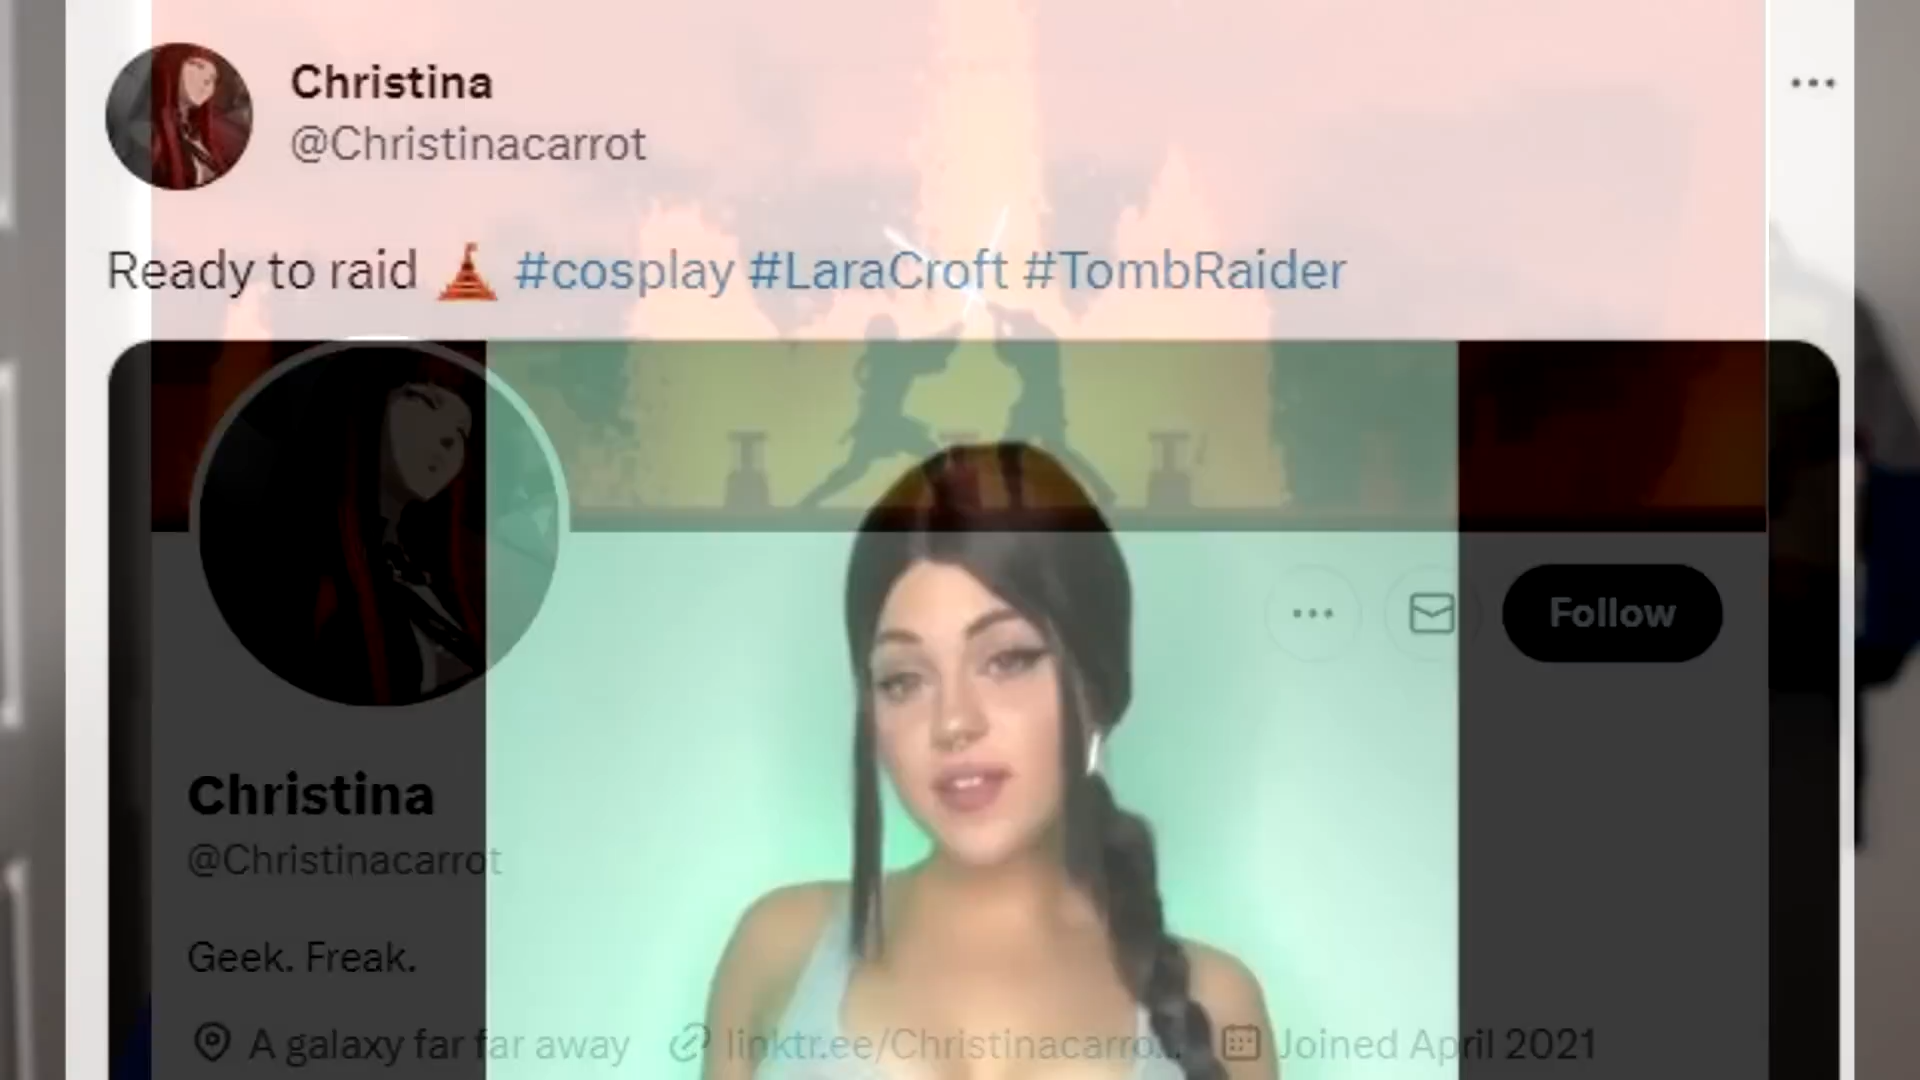 Christina
@Christinacarrot
Ready to raid #cosplay #LaraCroft #TombRaider
Follow
Christina
@Christinacarrot
Geek. Freak.
A galaxy far far away linktr.ee/Christinacarro... Joined April 2021